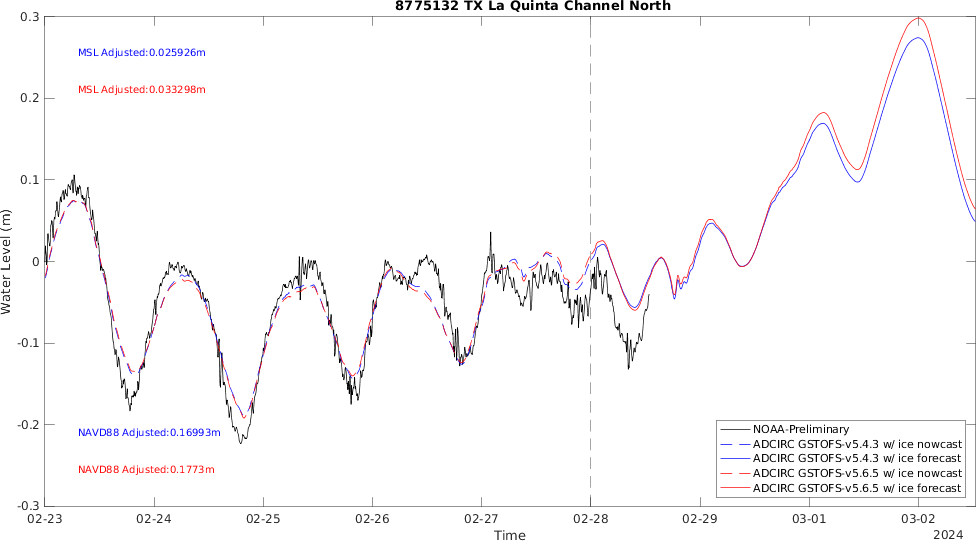 8775132 TX La Quinta Channel North
MSL Adjusted:0.025926m
MSL Adjusted:0.033298m
NAVD88 Adjusted:0.16993m
NAVD88 Adjusted:0.1773m
Water Level (m)
0.3
0.2
0.1
0
-0.1
-0.2
-0.3
NOAA-Preliminary
ADCIRC GSTOFS-v5.4.3 w/ ice nowcast
ADCIRC GSTOFS-v5.4.3 w/ ice forecast
ADCIRC GSTOFS-v5.6.5 w/ ice nowcast
ADCIRC GSTOFS-v5.6.5 w/ ice forecast
02-23 02-24 02-25 02-26 02-27 02-28 02-29 03-01 03-02
Time
2024